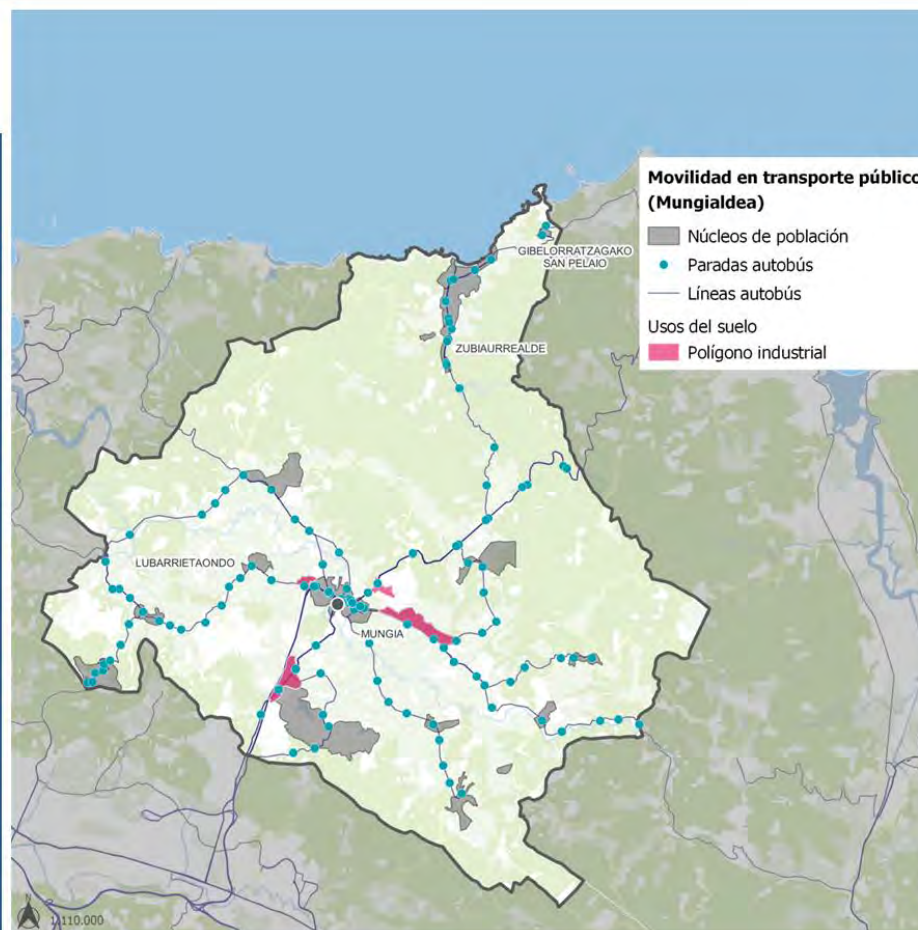 Movilidad en transporte público
(Mungialdea)
Núcleos de población
Paradas autobús
Líneas autobús
Usos del suelo
Polígono industrial
GIBELORRATZAGAKO
SAN PELAIO
ZUBIAURREALDE
LUBARRIETAONDO
MUNGIA
1:110.000